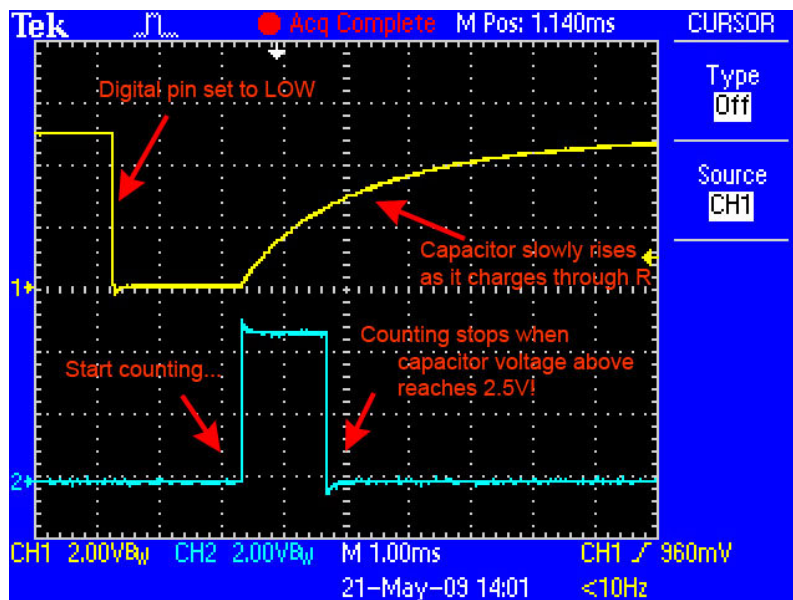 Tek Acq Complete M Pos: 1.140ms CURSOR
Type
Off
Source
CH1
Digital pin set to LOW
Capacitor slowly rises
as it charges through R
1
Counting stops when
capacitor voltage above
reaches 2.5V!
Start counting...
2
CH1 2.00VBW CH2 2.00VBW M 1.00ms CH1 / 960mV
21-May-09 14:01 <10Hz